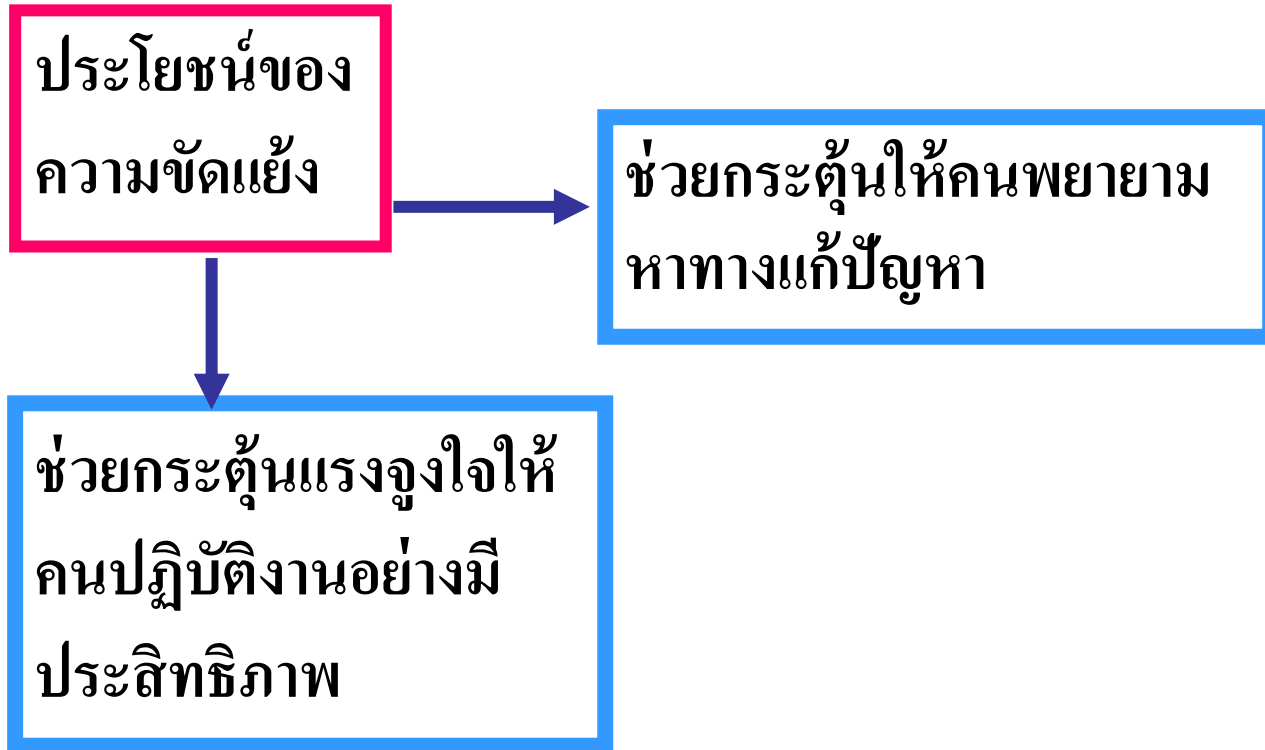 ประโยชน์ของ
ความขัดแย้ง
ช่วยกระตุ้นให้คนพยายาม
หาทางแก้ปัญหา
ช่วยกระตุ้นแรงจูงใจให้
คนปฏิบัติงานอย่างมี
ประสิทธิภาพ